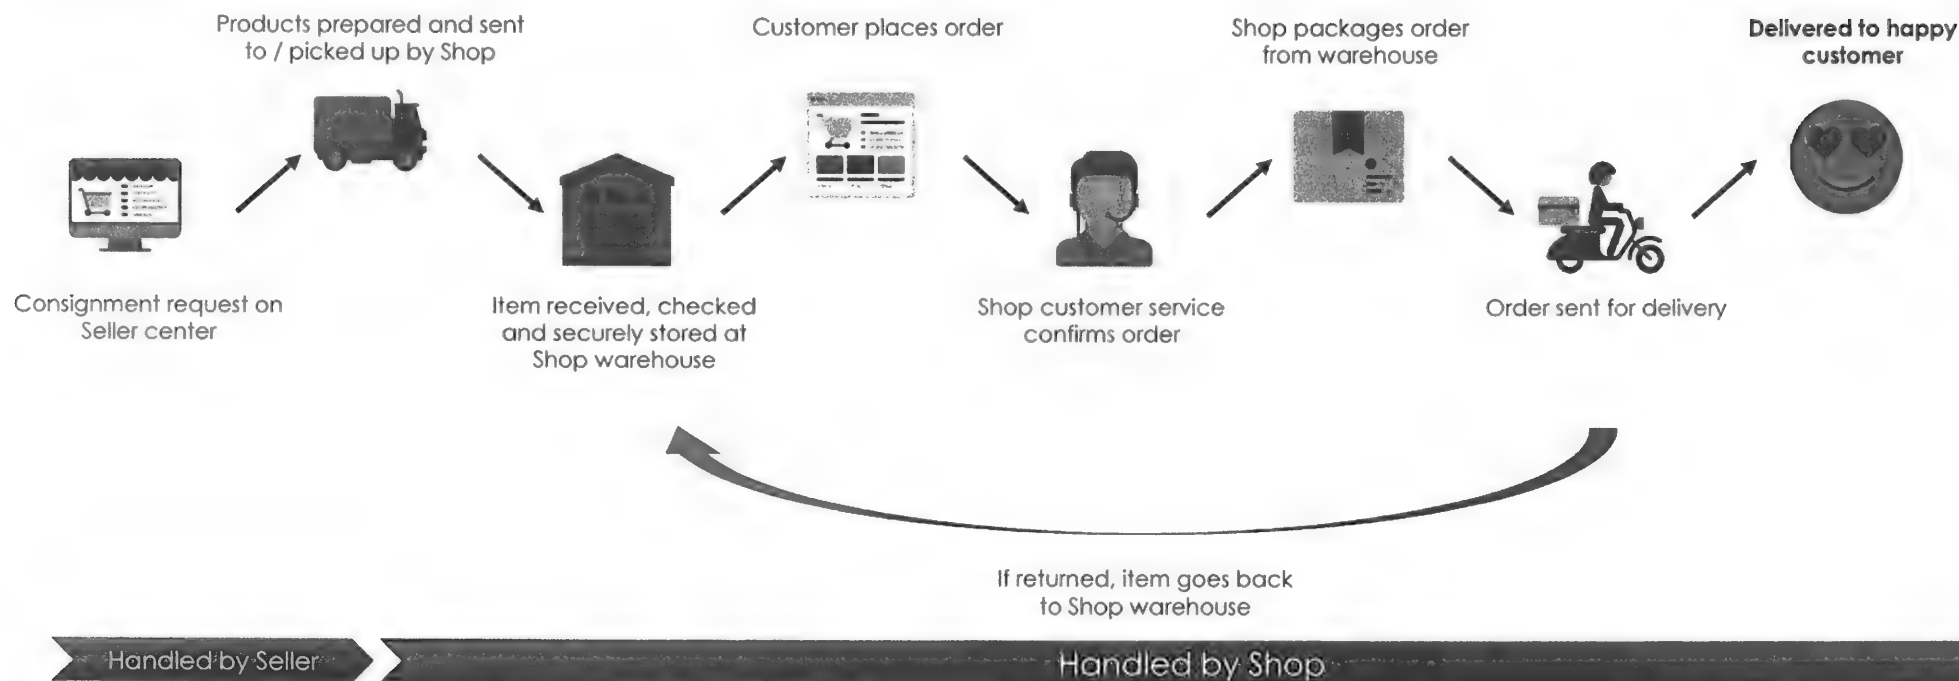 Products prepared and sent
to / picked up by Shop
Customer places order
Shop packages order
from warehouse
Delivered to happy
customer
Consignment request on
Seller center
Item received, checked
and securely stored at
Shop warehouse
Shop customer service
confirms order
Order sent for delivery
If returned, item goes back
to Shop warehouse
Handled by Seller
Handled by Shop